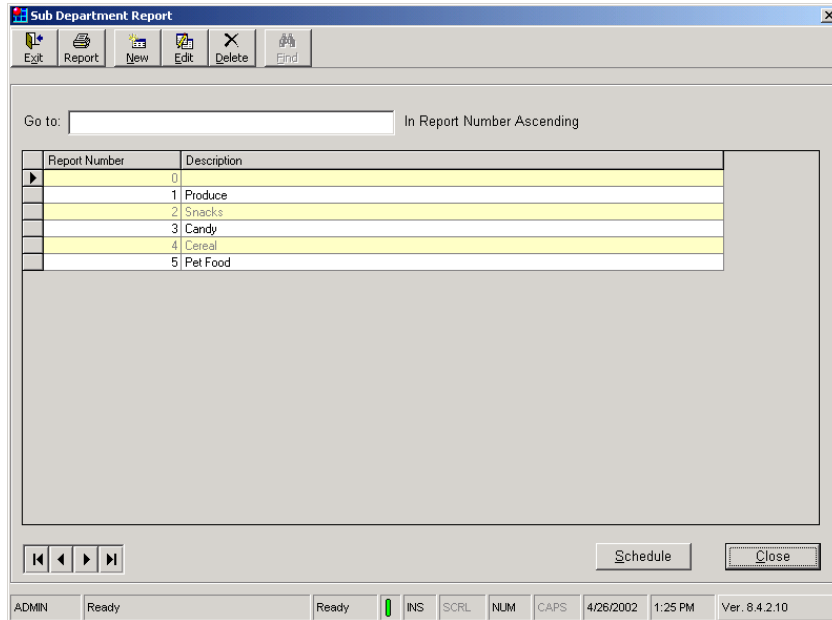 Sub Department Report
Exit Report New Edit Delete Find
Go to: In Report Number Ascending
Report Number Description
0
1 Produce
2 Snacks
3 Candy
4 Cereal
5 Pet Food
Schedule Close
ADMIN Ready Ready INS SCRL NUM CAPS 4/26/2002 1:25 PM Ver. 8.4.2.10